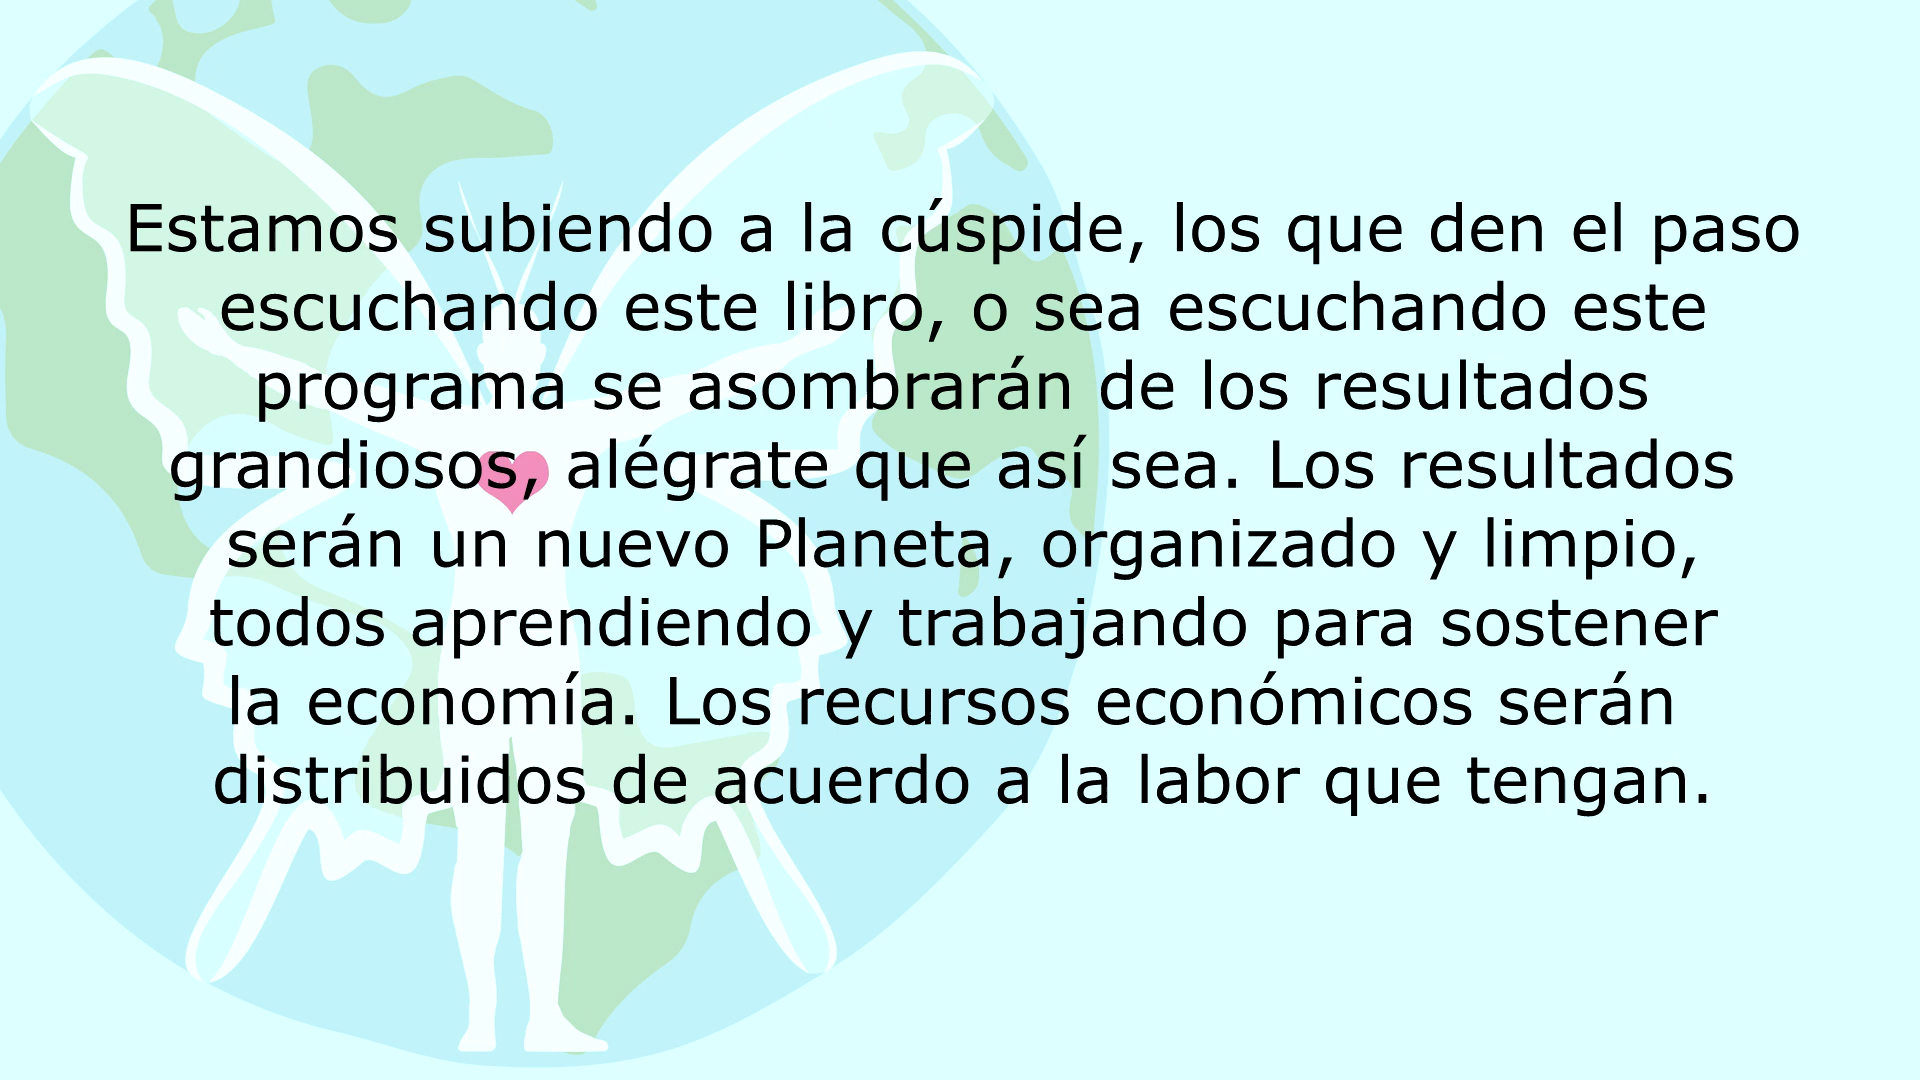 Estamos subiendo a la cúspide, los que den el paso
escuchando este libro, o sea escuchando este
programa se asombrarán de los resultados
grandiosos, alégrate que así sea. Los resultados
serán un nuevo Planeta, organizado y limpio,
todos aprendiendo y trabajando para sostener
la economía. Los recursos económicos serán
distribuidos de acuerdo a la labor que tengan.